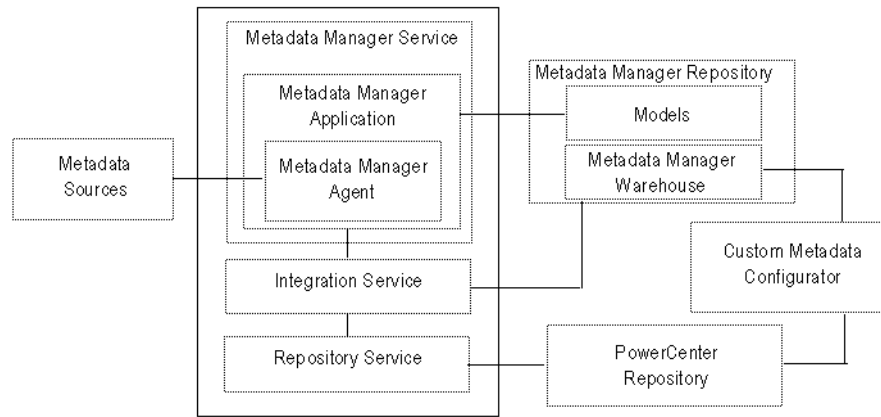 Metadata Manager Service
Metadata Manager
Application
Metadata Manager
Agent
Metadata
Sources
Integration Service
Repository Service
Metadata Manager Repository
Models
Metadata Manager
Warehouse
Custom Metadata
Configurator
PowerCenter
Repository